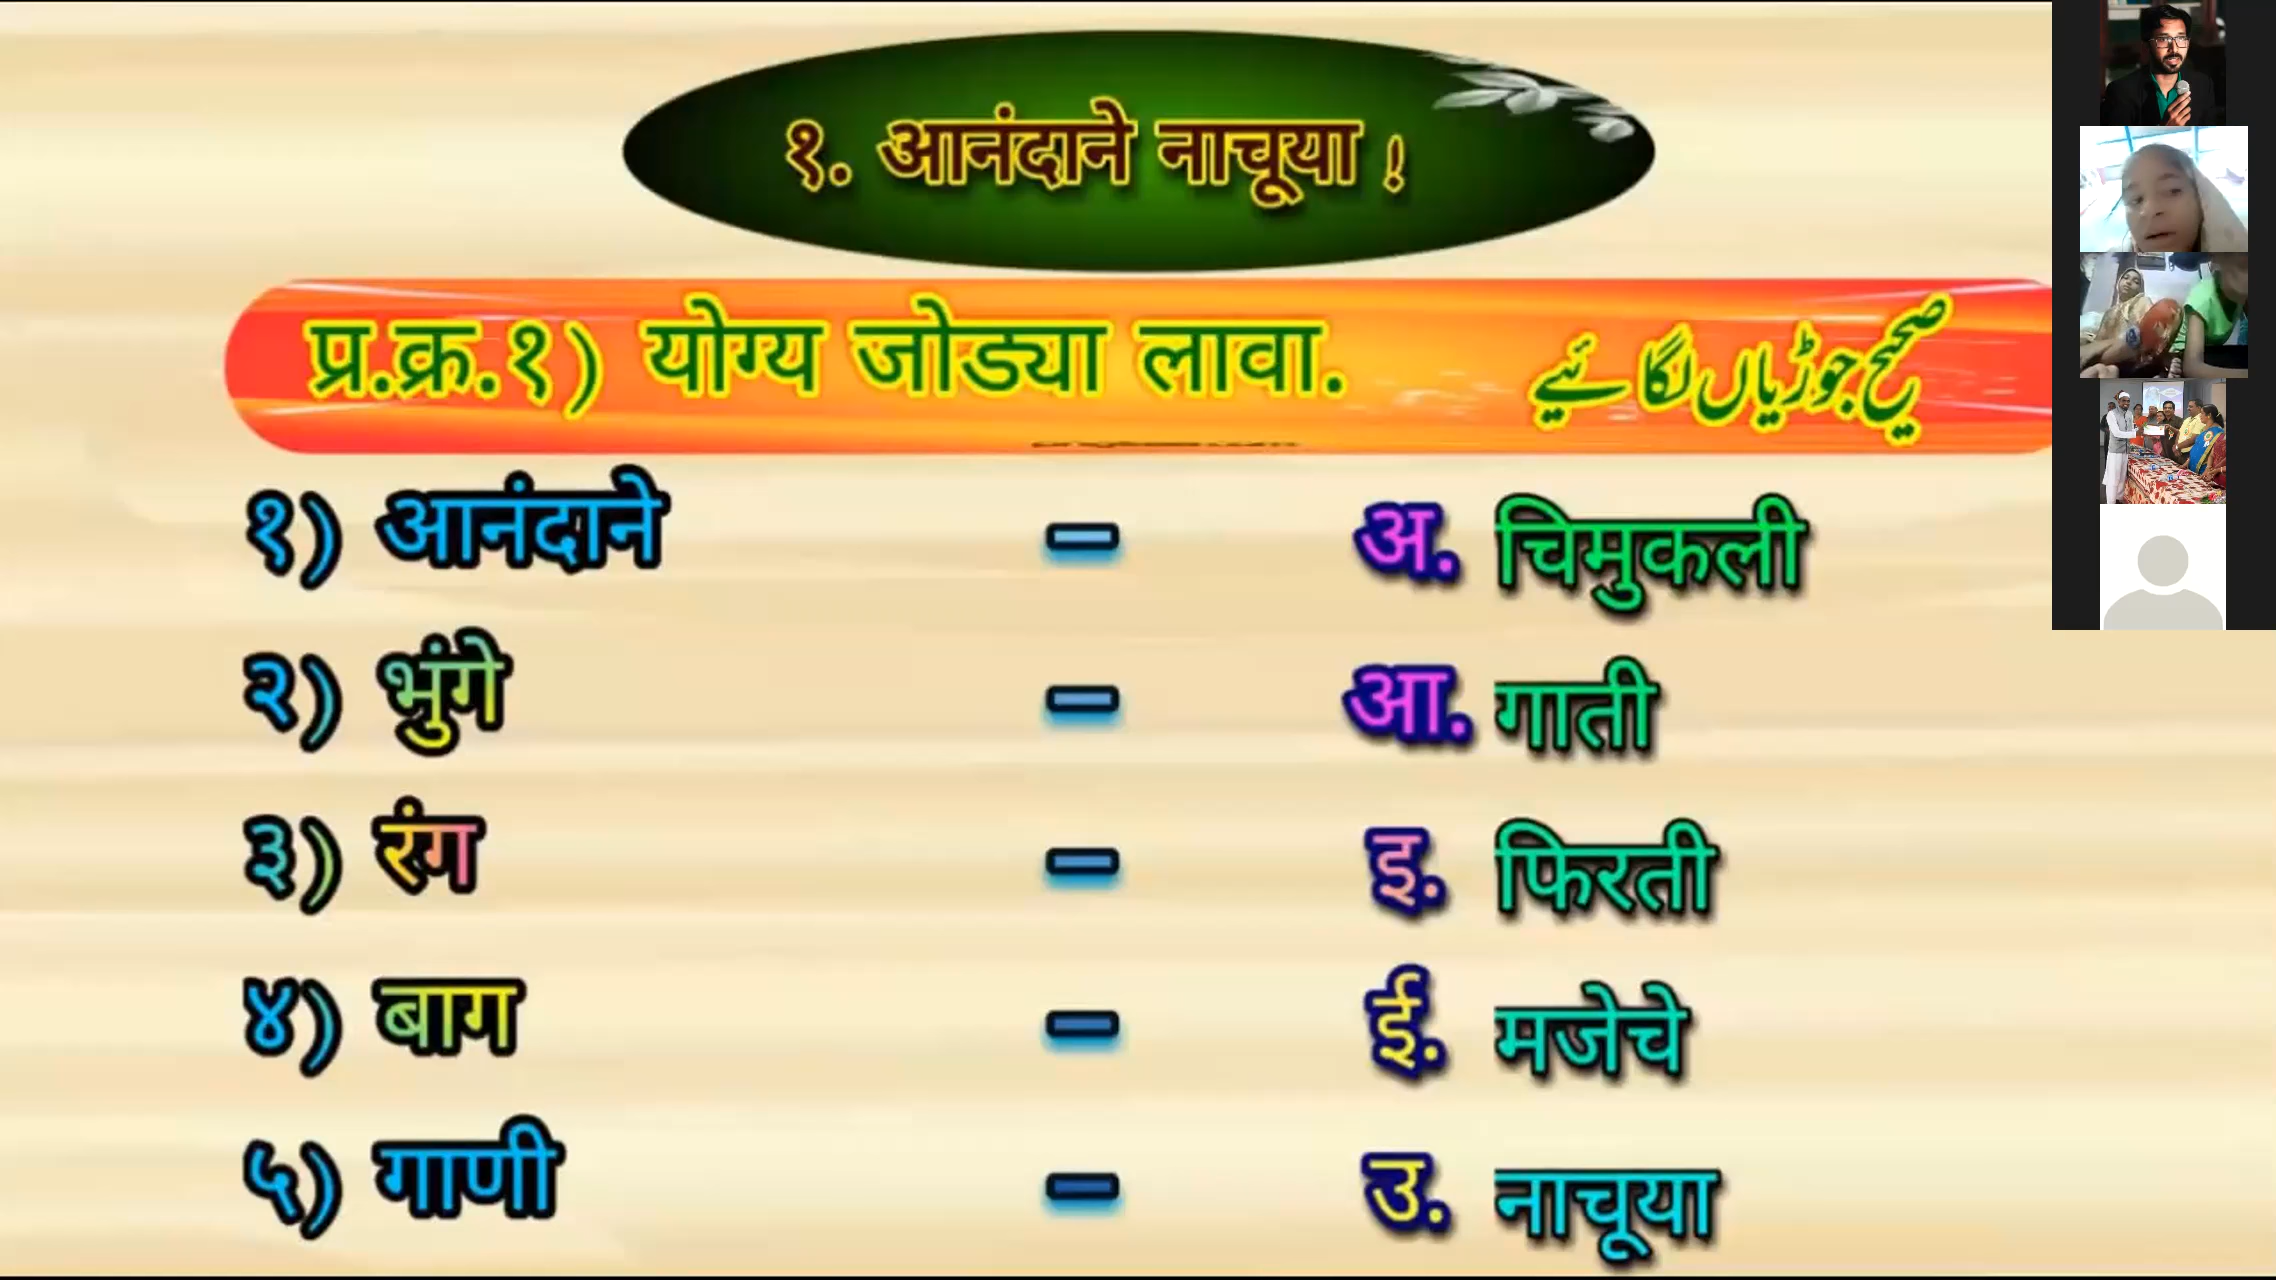 १. आनंदाने नाचूया !
प्र.क्र.१) योग्य जोड्या लावा. صحیح جوڑیاں لگائیے
१) आनंदाने – अ. चिमुकली
२) भुंगे – आ. गाती
३) रंग – इ. फिरती
४) बाग – ई. मजेचे
५) गाणी – उ. नाचूया